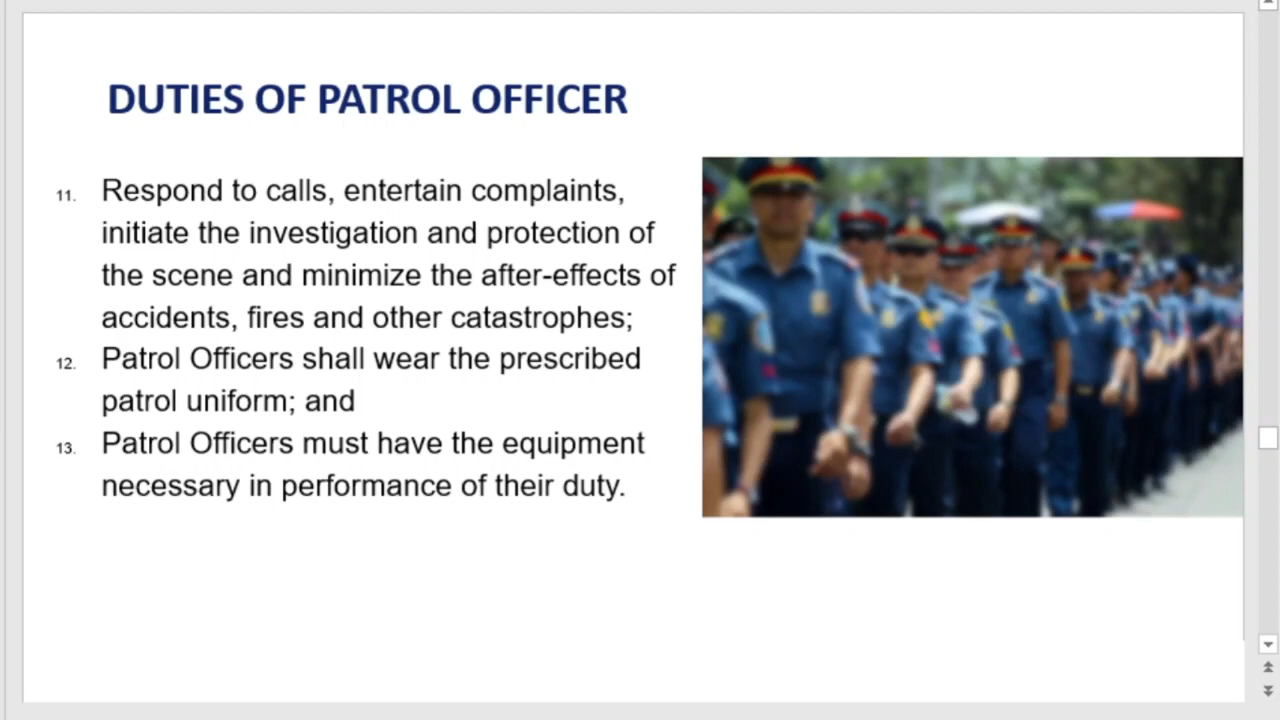 DUTIES OF PATROL OFFICER
11. Respond to calls, entertain complaints,
initiate the investigation and protection of
the scene and minimize the after-effects of
accidents, fires and other catastrophes;
12. Patrol Officers shall wear the prescribed
patrol uniform; and
13. Patrol Officers must have the equipment
necessary in performance of their duty.